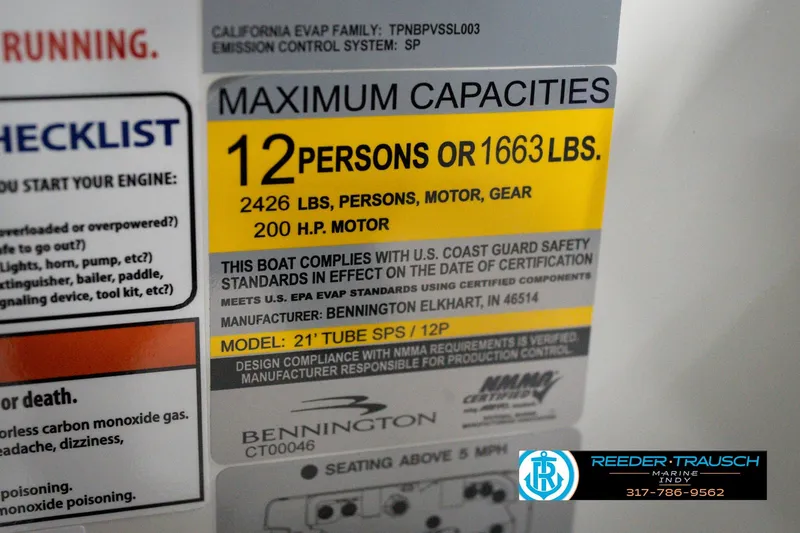 RUNNING.
HECKLIST
OU START YOUR ENGINE:
overloaded or overpowered?)
fe to go out?)
Lights, horn, pump, etc?)
xtinguisher, bailer, paddle,
gnaling device, tool kit, etc?)
or death.
orless carbon monoxide gas.
eadache, dizziness,
poisoning.
monoxide poisoning.
CALIFORNIA EVAP FAMILY: TPNBPVSSL003
EMISSION CONTROL SYSTEM: SP
MAXIMUM CAPACITIES
12 PERSONS OR 1663 LBS.
2426 LBS, PERSONS, MOTOR, GEAR
200 H.P. MOTOR
THIS BOAT COMPLIES WITH U.S. COAST GUARD SAFETY
STANDARDS IN EFFECT ON THE DATE OF CERTIFICATION
MEETS U.S. EPA EVAP STANDARDS USING CERTIFIED COMPONENTS
MANUFACTURER: BENNINGTON ELKHART, IN 46514
MODEL: 21' TUBE SPS / 12P
DESIGN COMPLIANCE WITH NMMA REQUIREMENTS IS VERIFIED.
MANUFACTURER RESPONSIBLE FOR PRODUCTION CONTROL.
BENNINGTON
CT00046
NMMA
CERTIFIED
SEATING ABOVE 5 MPH
REEDER·TRAUSCH
MARINE
INDY
317-786-9562